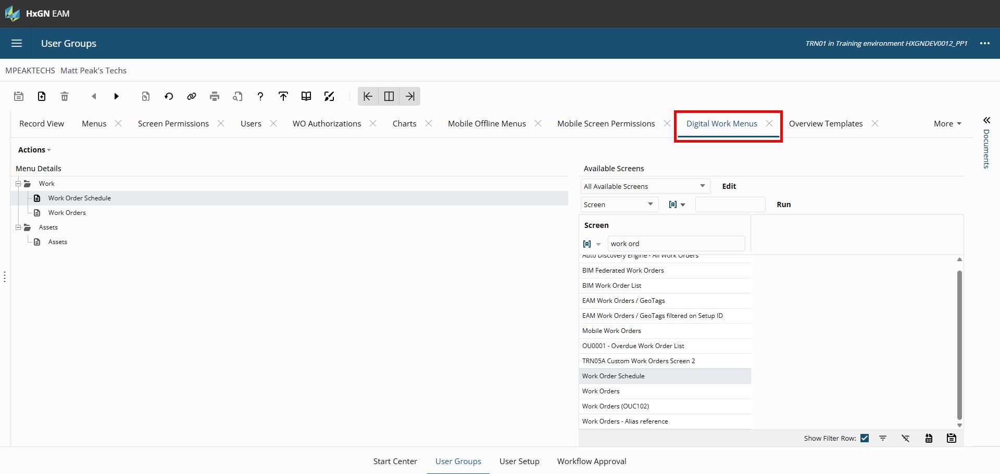 HxGN EAM
User Groups
TRN01 in Training environment HXGNDEV0012_PP1
MPEAKTECHS Matt Peak's Techs
Record View Menus Screen Permissions Users WO Authorizations Charts Mobile Offline Menus Mobile Screen Permissions Digital Work Menus Overview Templates More
Documents
Actions
Menu Details
Work
Work Order Schedule
Work Orders
Assets
Assets
Available Screens
All Available Screens Edit
Screen [A] Run
Screen
[A] work ord
Auto Discovery Engine - All Work Orders
BIM Federated Work Orders
BIM Work Order List
EAM Work Orders / GeoTags
EAM Work Orders / GeoTags filtered on Setup ID
Mobile Work Orders
OU0001 - Overdue Work Order List
TRN05A Custom Work Orders Screen 2
Work Order Schedule
Work Orders
Work Orders (OUC102)
Work Orders - Alias reference
Show Filter Row:
Start Center User Groups User Setup Workflow Approval